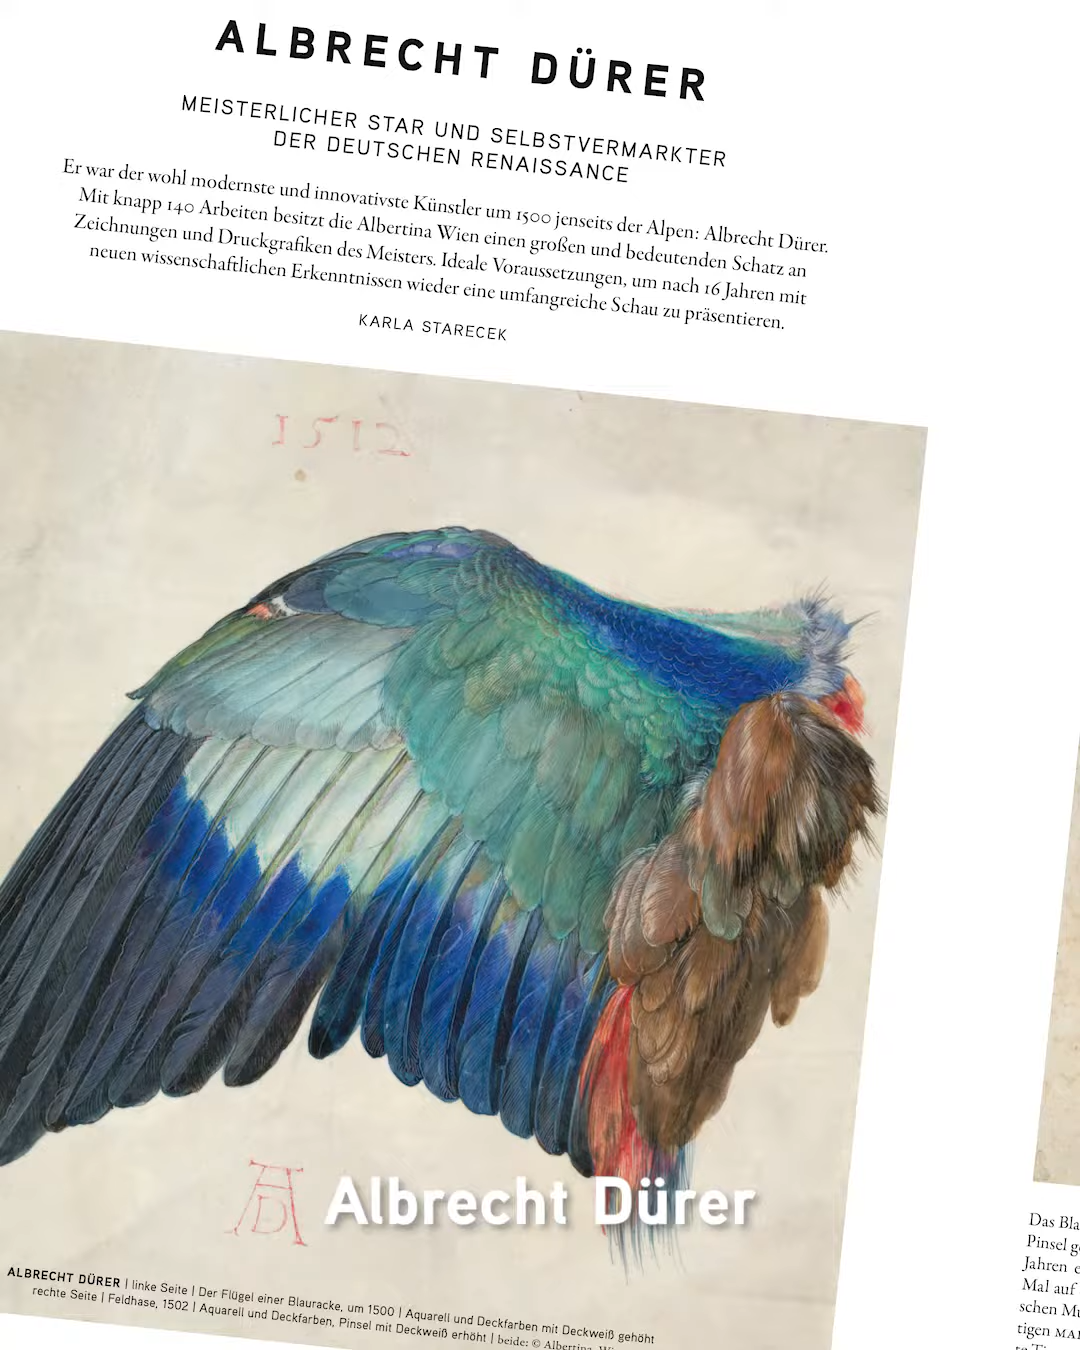 ALBRECHT DÜRER
MEISTERLICHER STAR UND SELBSTVERMARKTER
DER DEUTSCHEN RENAISSANCE
Er war der wohl modernste und innovativste Künstler um 1500 jenseits der Alpen: Albrecht Dürer.
Mit knapp 140 Arbeiten besitzt die Albertina Wien einen großen und bedeutenden Schatz an
Zeichnungen und Druckgrafiken des Meisters. Ideale Voraussetzungen, um nach 16 Jahren mit
neuen wissenschaftlichen Erkenntnissen wieder eine umfangreiche Schau zu präsentieren.
KARLA STARECEK
1512
AD
Albrecht Dürer
ALBRECHT DÜRER | linke Seite | Der Flügel einer Blauracke, um 1500 | Aquarell und Deckfarben mit Deckweiß gehöht
rechte Seite | Feldhase, 1502 | Aquarell und Deckfarben, Pinsel mit Deckweiß erhöht | beide: © Albertina
Das Bla
Pinsel g
Jahren e
Mal auf
schen Mu
tigen